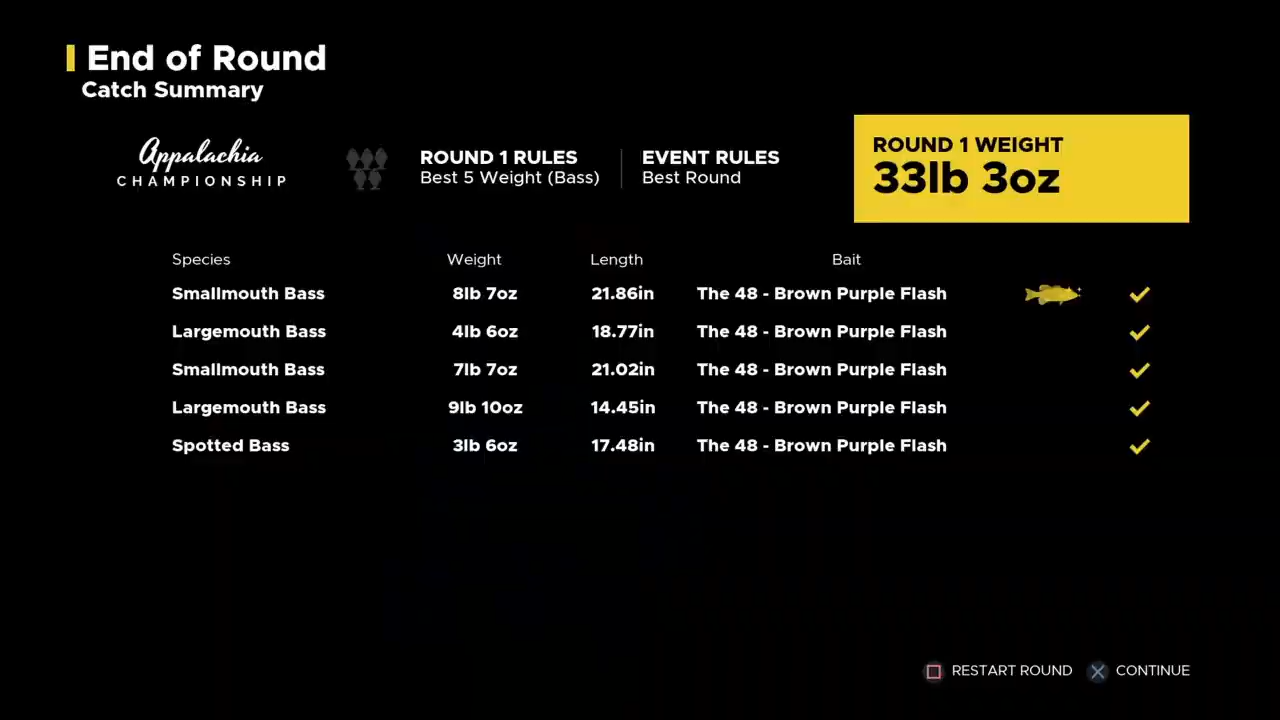 End of Round
Catch Summary
Appalachia
CHAMPIONSHIP
ROUND 1 RULES
Best 5 Weight (Bass)
EVENT RULES
Best Round
ROUND 1 WEIGHT
33lb 3oz
Species Weight Length Bait
Smallmouth Bass 8lb 7oz 21.86in The 48 - Brown Purple Flash
Largemouth Bass 4lb 6oz 18.77in The 48 - Brown Purple Flash
Smallmouth Bass 7lb 7oz 21.02in The 48 - Brown Purple Flash
Largemouth Bass 9lb 10oz 14.45in The 48 - Brown Purple Flash
Spotted Bass 3lb 6oz 17.48in The 48 - Brown Purple Flash
RESTART ROUND CONTINUE